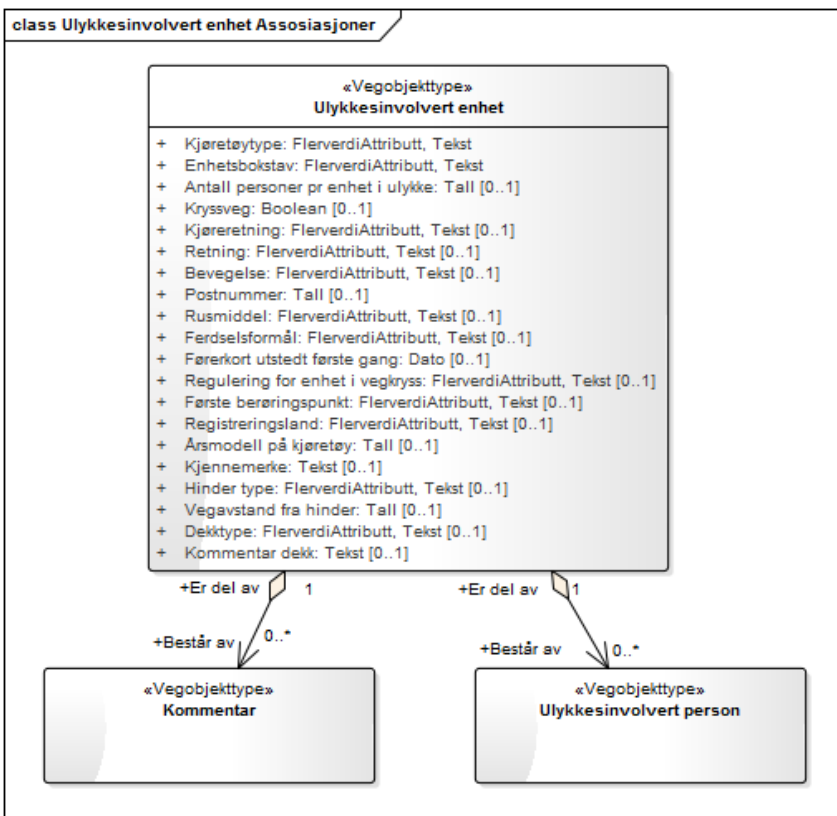 class Ulykkesinvolvert enhet Assosiasjoner
«Vegobjekttype»
Ulykkesinvolvert enhet
+ Kjøretøytype: FlerverdiAttributt, Tekst
+ Enhetsbokstav: FlerverdiAttributt, Tekst
+ Antall personer pr enhet i ulykke: Tall [0..1]
+ Kryssveg: Boolean [0..1]
+ Kjøreretning: FlerverdiAttributt, Tekst [0..1]
+ Retning: FlerverdiAttributt, Tekst [0..1]
+ Bevegelse: FlerverdiAttributt, Tekst [0..1]
+ Postnummer: Tall [0..1]
+ Rusmiddel: FlerverdiAttributt, Tekst [0..1]
+ Ferdselsformål: FlerverdiAttributt, Tekst [0..1]
+ Førerkort utstedt første gang: Dato [0..1]
+ Regulering for enhet i vegkryss: FlerverdiAttributt, Tekst [0..1]
+ Første berøringspunkt: FlerverdiAttributt, Tekst [0..1]
+ Registreringsland: FlerverdiAttributt, Tekst [0..1]
+ Årsmodell på kjøretøy: Tall [0..1]
+ Kjennemerke: Tekst [0..1]
+ Hinder type: FlerverdiAttributt, Tekst [0..1]
+ Vegavstand fra hinder: Tall [0..1]
+ Dekktype: FlerverdiAttributt, Tekst [0..1]
+ Kommentar dekk: Tekst [0..1]
+Er del av 1
+Er del av 1
+Består av 0..*
+Består av 0..*
«Vegobjekttype»
Kommentar
«Vegobjekttype»
Ulykkesinvolvert person